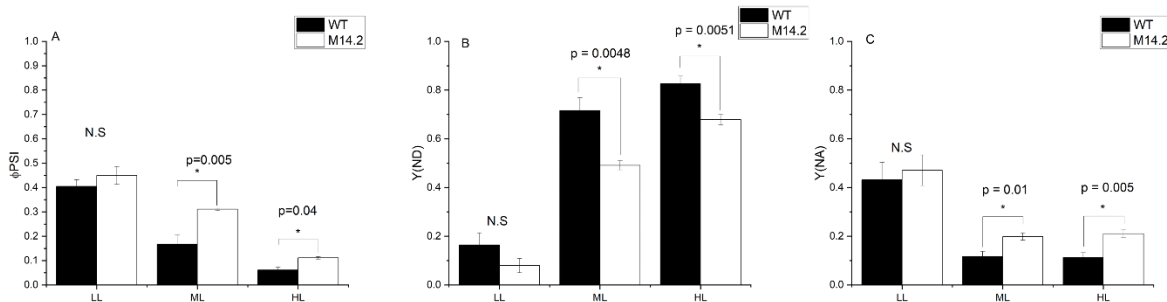 A
WT
M14.2
1.0
0.9
0.8
0.7
0.6
0.5
0.4
0.3
0.2
0.1
0.0
ϕPSI
N.S
p=0.005
*
p=0.04
*
LL
ML
HL
B
WT
M14.2
1.0
0.8
0.6
0.4
0.2
0.0
Y(ND)
N.S
p = 0.0048
*
p = 0.0051
*
LL
ML
HL
C
WT
M14.2
1.0
0.8
0.6
0.4
0.2
0.0
Y(NA)
N.S
p = 0.01
*
p = 0.005
*
LL
ML
HL